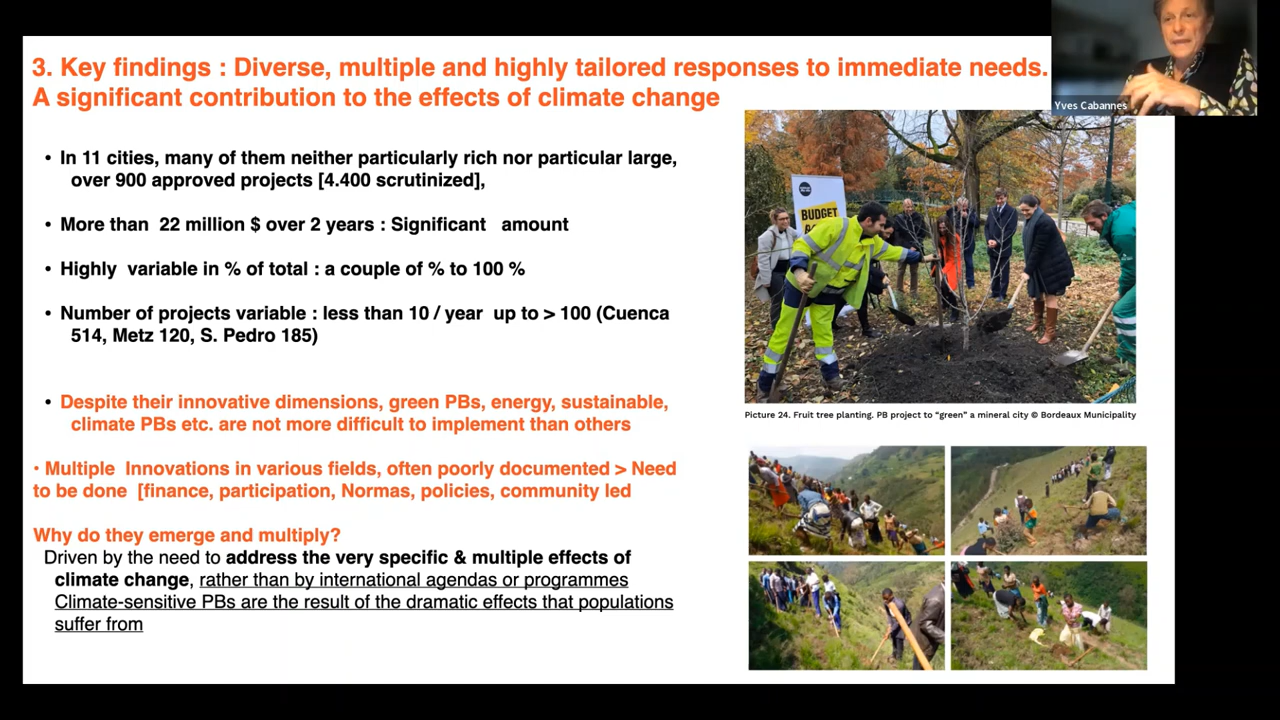 3. Key findings : Diverse, multiple and highly tailored responses to immediate needs.
A significant contribution to the effects of climate change
Yves Cabannes
• In 11 cities, many of them neither particularly rich nor particular large,
over 900 approved projects [4.400 scrutinized],
• More than 22 million $ over 2 years : Significant amount
• Highly variable in % of total : a couple of % to 100 %
• Number of projects variable : less than 10 / year up to > 100 (Cuenca
514, Metz 120, S. Pedro 185)
• Despite their innovative dimensions, green PBs, energy, sustainable,
climate PBs etc. are not more difficult to implement than others
• Multiple Innovations in various fields, often poorly documented > Need
to be done [finance, participation, Normas, policies, community led
Why do they emerge and multiply?
Driven by the need to address the very specific & multiple effects of
climate change, rather than by international agendas or programmes
Climate-sensitive PBs are the result of the dramatic effects that populations
suffer from
BUDGET
Picture 24. Fruit tree planting. PB project to “green” a mineral city © Bordeaux Municipality